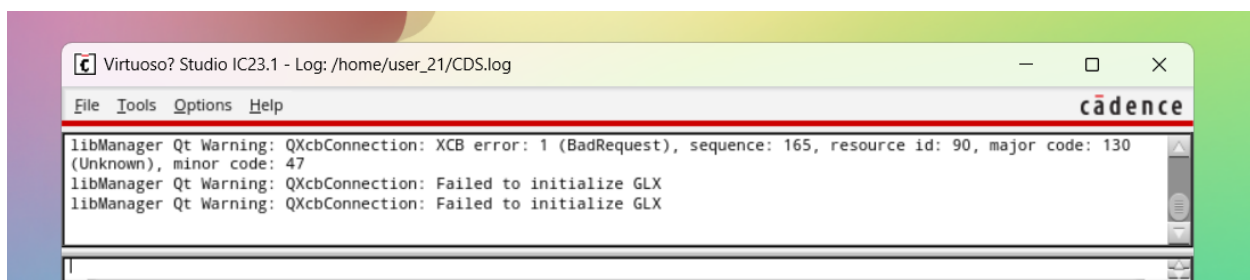 Virtuoso? Studio IC23.1 - Log: /home/user_21/CDS.log
File Tools Options Help
cādence
libManager Qt Warning: QXcbConnection: XCB error: 1 (BadRequest), sequence: 165, resource id: 90, major code: 130
(Unknown), minor code: 47
libManager Qt Warning: QXcbConnection: Failed to initialize GLX
libManager Qt Warning: QXcbConnection: Failed to initialize GLX